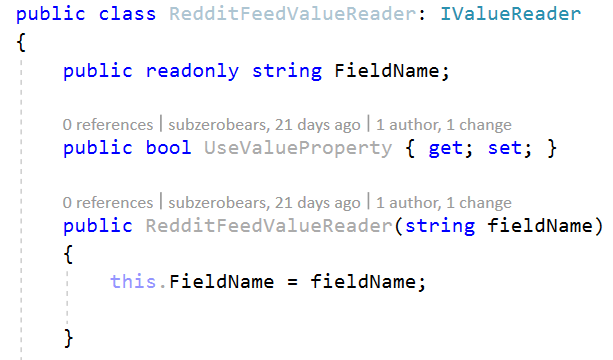 public class RedditFeedValueReader: IValueReader
{
public readonly string FieldName;
0 references | subzerobears, 21 days ago | 1 author, 1 change
public bool UseValueProperty { get; set; }
0 references | subzerobears, 21 days ago | 1 author, 1 change
public RedditFeedValueReader(string fieldName)
{
this.FieldName = fieldName;
}